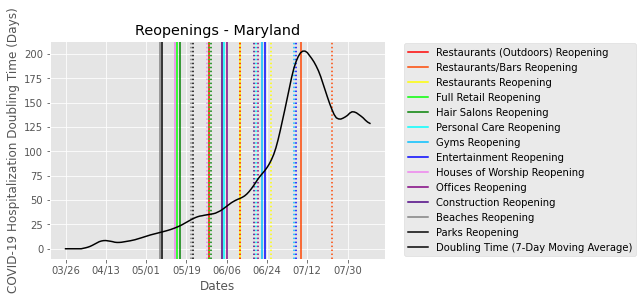 Reopenings - Maryland
COVID-19 Hospitalization Doubling Time (Days)
200
175
150
125
100
75
50
25
0
03/26 04/13 05/01 05/19 06/06 06/24 07/12 07/30
Dates
Restaurants (Outdoors) Reopening
Restaurants/Bars Reopening
Restaurants Reopening
Full Retail Reopening
Hair Salons Reopening
Personal Care Reopening
Gyms Reopening
Entertainment Reopening
Houses of Worship Reopening
Offices Reopening
Construction Reopening
Beaches Reopening
Parks Reopening
Doubling Time (7-Day Moving Average)